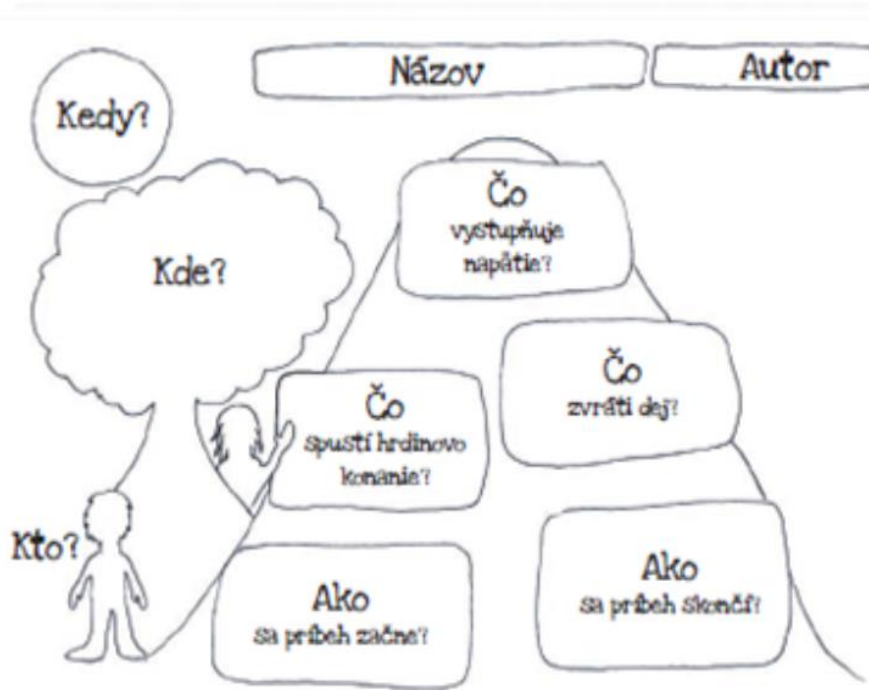 Názov
Autor
Kedy?
Kde?
Čo
vystupňuje
napätie?
Čo
zvráti dej?
Čo
spustí hrdinovo
konanie?
Kto?
Ako
sa príbeh začne?
Ako
sa príbeh skončí?